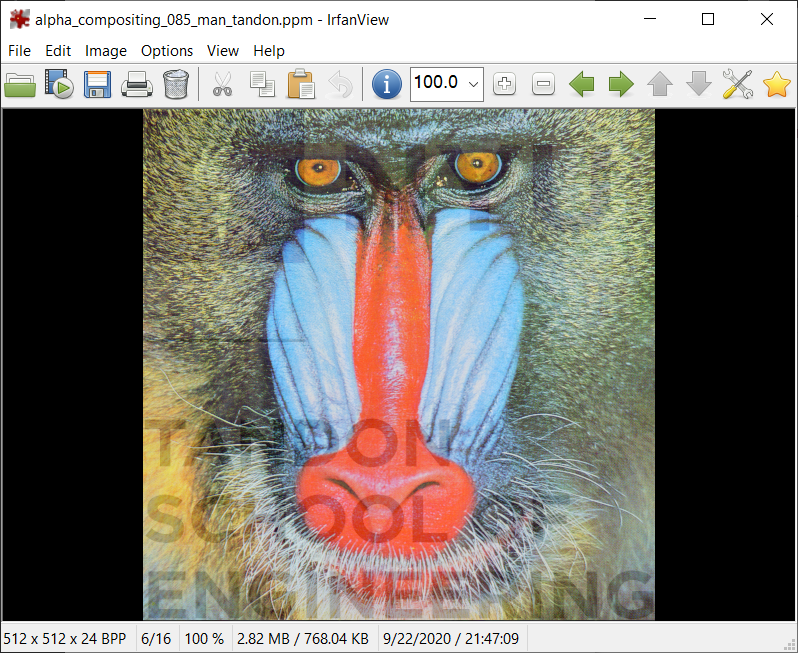 alpha_compositing_085_man_tandon.ppm - IrfanView
File Edit Image Options View Help
100.0
TANDON
SCHOOL OF
ENGINEERING
512 x 512 x 24 BPP 6/16 100 % 2.82 MB / 768.04 KB 9/22/2020 / 21:47:09